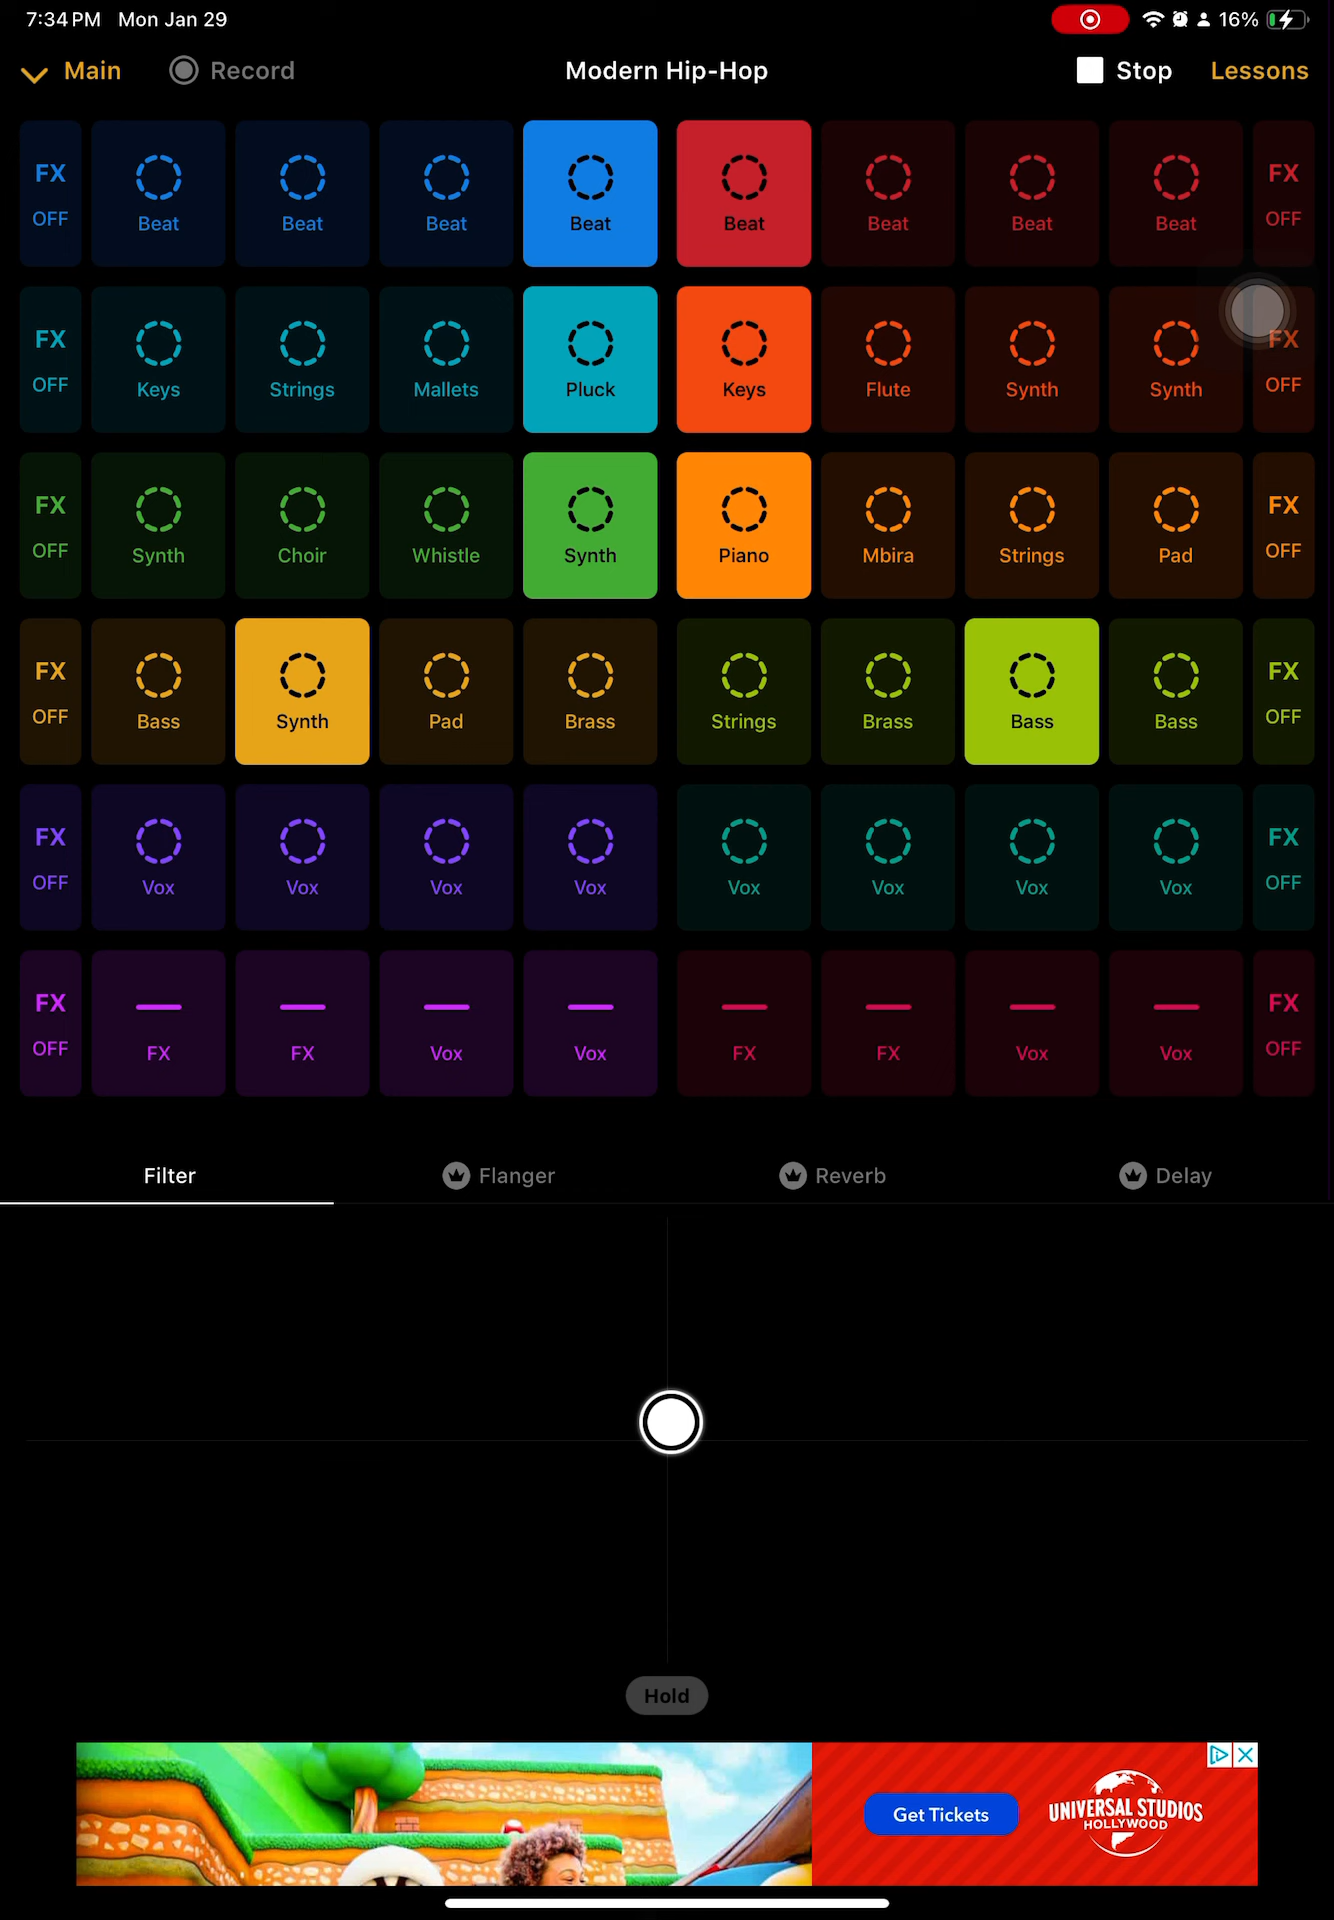 7:34 PM Mon Jan 29 16%
Main Record Modern Hip-Hop Stop Lessons
FX Beat Beat Beat Beat Beat Beat Beat Beat FX
OFF OFF
FX Keys Strings Mallets Pluck Keys Flute Synth Synth FX
OFF OFF
FX Synth Choir Whistle Synth Piano Mbira Strings Pad FX
OFF OFF
FX Bass Synth Pad Brass Strings Brass Bass Bass FX
OFF OFF
FX Vox Vox Vox Vox Vox Vox Vox Vox FX
OFF OFF
FX FX FX Vox Vox FX FX Vox Vox FX
OFF OFF
Filter Flanger Reverb Delay
Hold
Get Tickets
UNIVERSAL STUDIOS
HOLLYWOOD